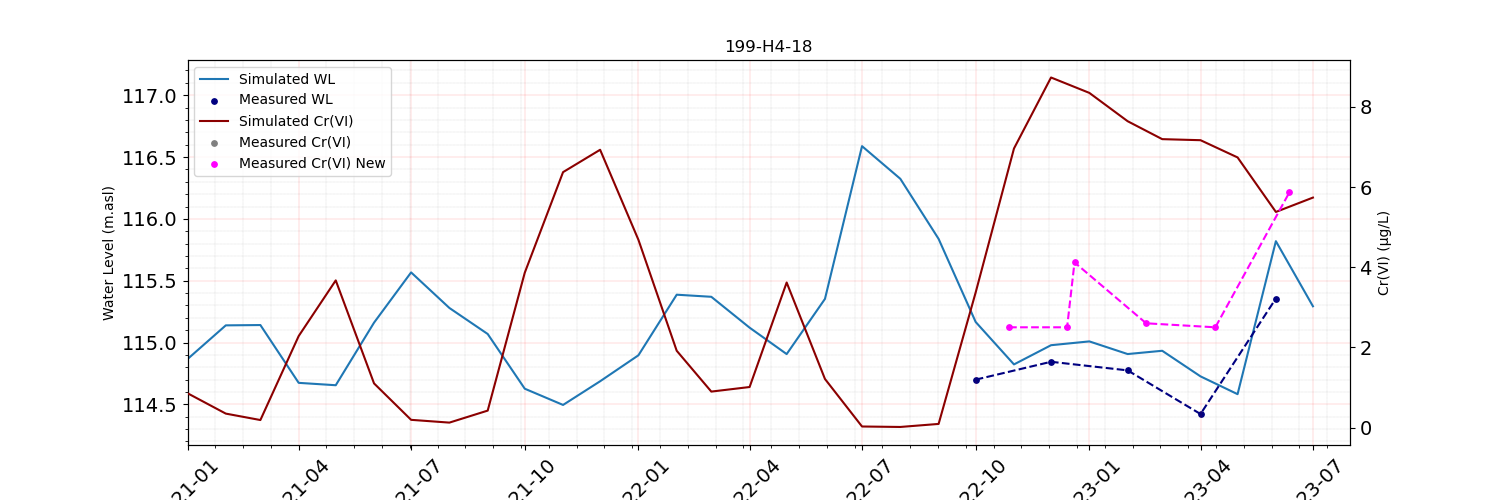 199-H4-18
Simulated WL
Measured WL
Simulated Cr(VI)
Measured Cr(VI)
Measured Cr(VI) New
Water Level (m.asl)
117.0
116.5
116.0
115.5
115.0
114.5
Cr(VI) (µg/L)
8
6
4
2
0
21-01
21-04
21-07
21-10
22-01
22-04
22-07
22-10
23-01
23-04
23-07